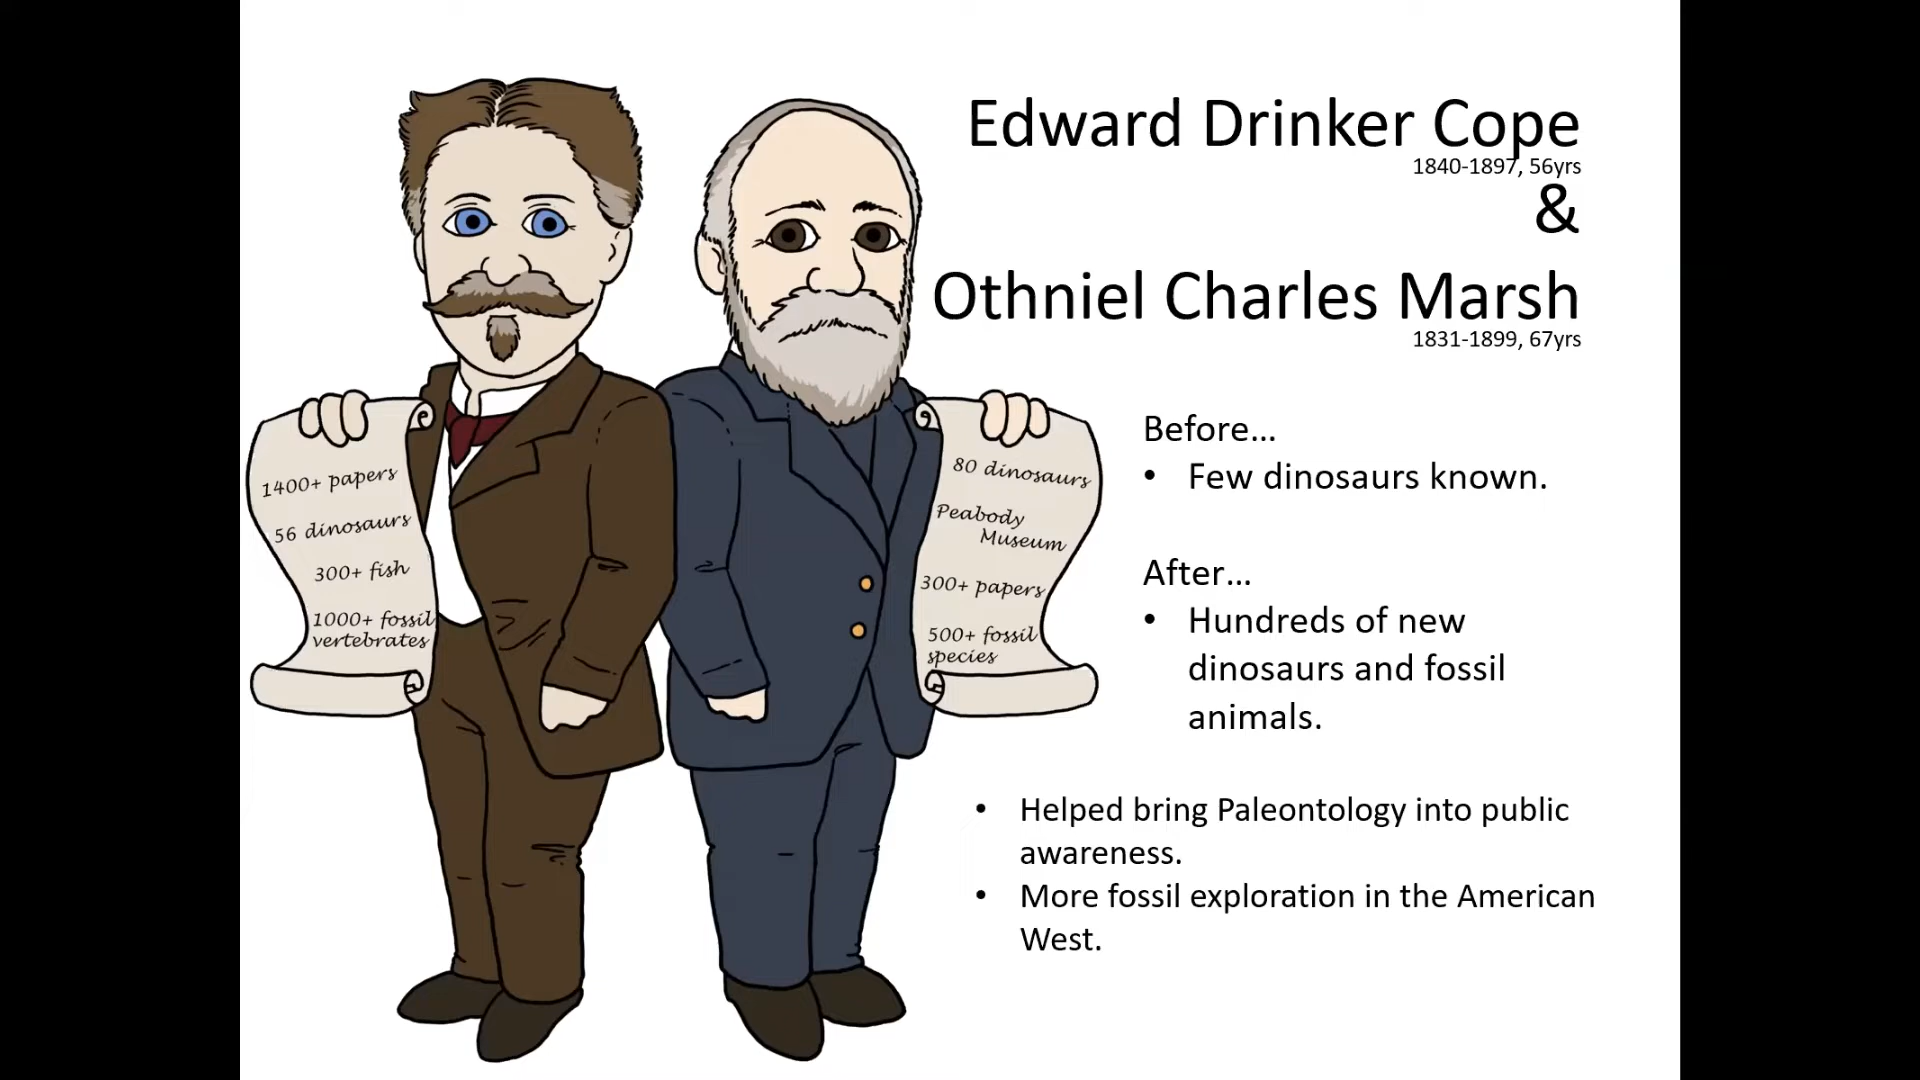 Edward Drinker Cope
1840-1897, 56yrs
&
Othniel Charles Marsh
1831-1899, 67yrs
1400+ papers
56 dinosaurs
300+ fish
1000+ fossil
vertebrates
80 dinosaurs
Peabody
Museum
300+ papers
500+ fossil
species
Before...
• Few dinosaurs known.
After...
• Hundreds of new
dinosaurs and fossil
animals.
• Helped bring Paleontology into public
awareness.
• More fossil exploration in the American
West.